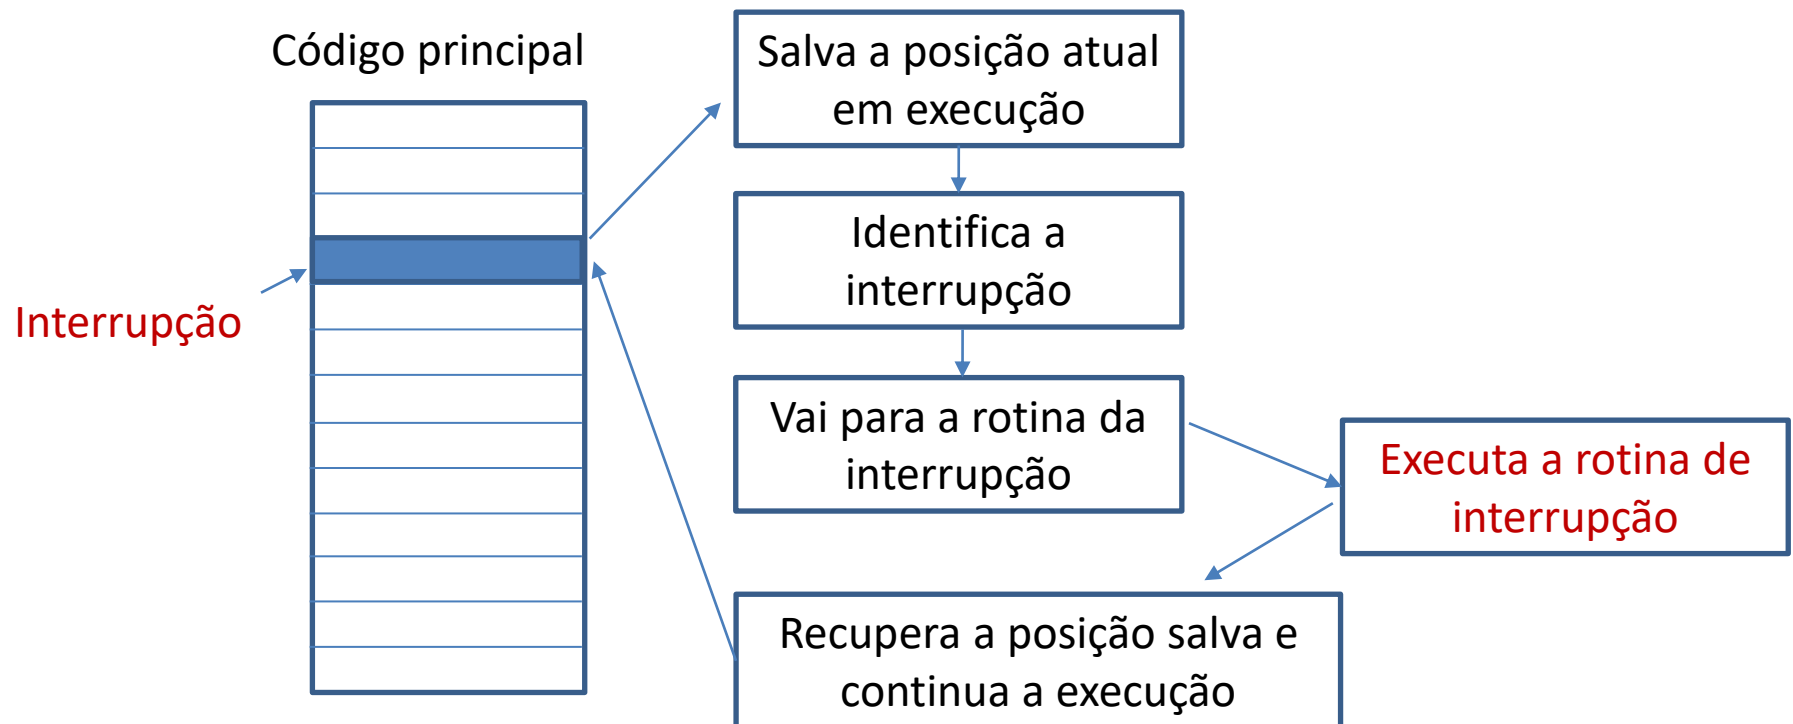 Código principal
Interrupção
Salva a posição atual
em execução
Identifica a
interrupção
Vai para a rotina da
interrupção
Executa a rotina de
interrupção
Recupera a posição salva e
continua a execução